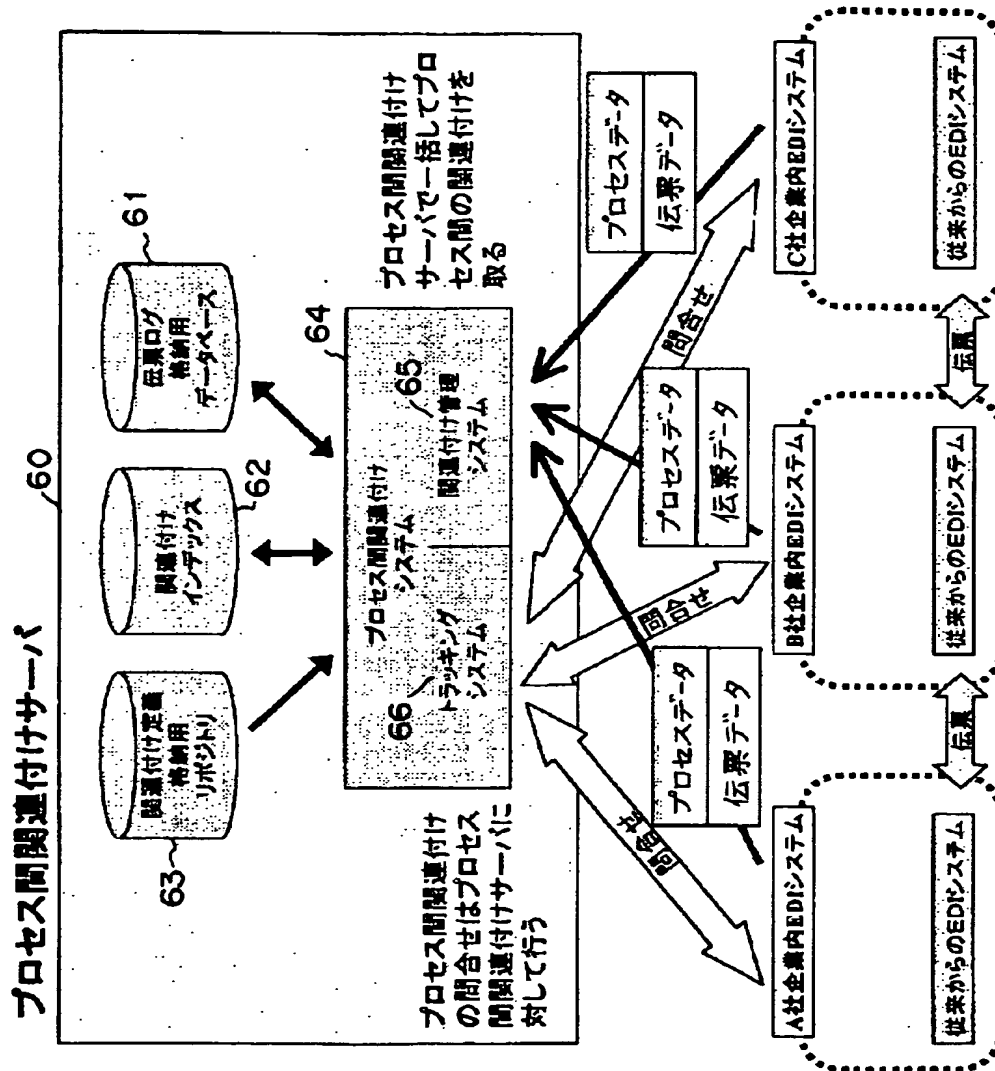 プロセス間関連付けサーバ
60
関連付け定義
格納用
リポジトリ
63
関連付け
インデックス
62
伝票ログ
格納用
データベース
61
プロセス間関連付け
の問合せはプロセス
間関連付けサーバに
対して行う
プロセス間関連付け
システム
64
66
トラッキング
システム
65
関連付け管理
システム
プロセス間関連付け
サーバで一括してプロ
セス間の関連付けを
取る
問合せ
問合せ
問合せ
プロセスデータ
伝票データ
プロセスデータ
伝票データ
プロセスデータ
伝票データ
A社企業内EDIシステム
従来からのEDIシステム
伝票
B社企業内EDIシステム
従来からのEDIシステム
伝票
C社企業内EDIシステム
従来からのEDIシステム